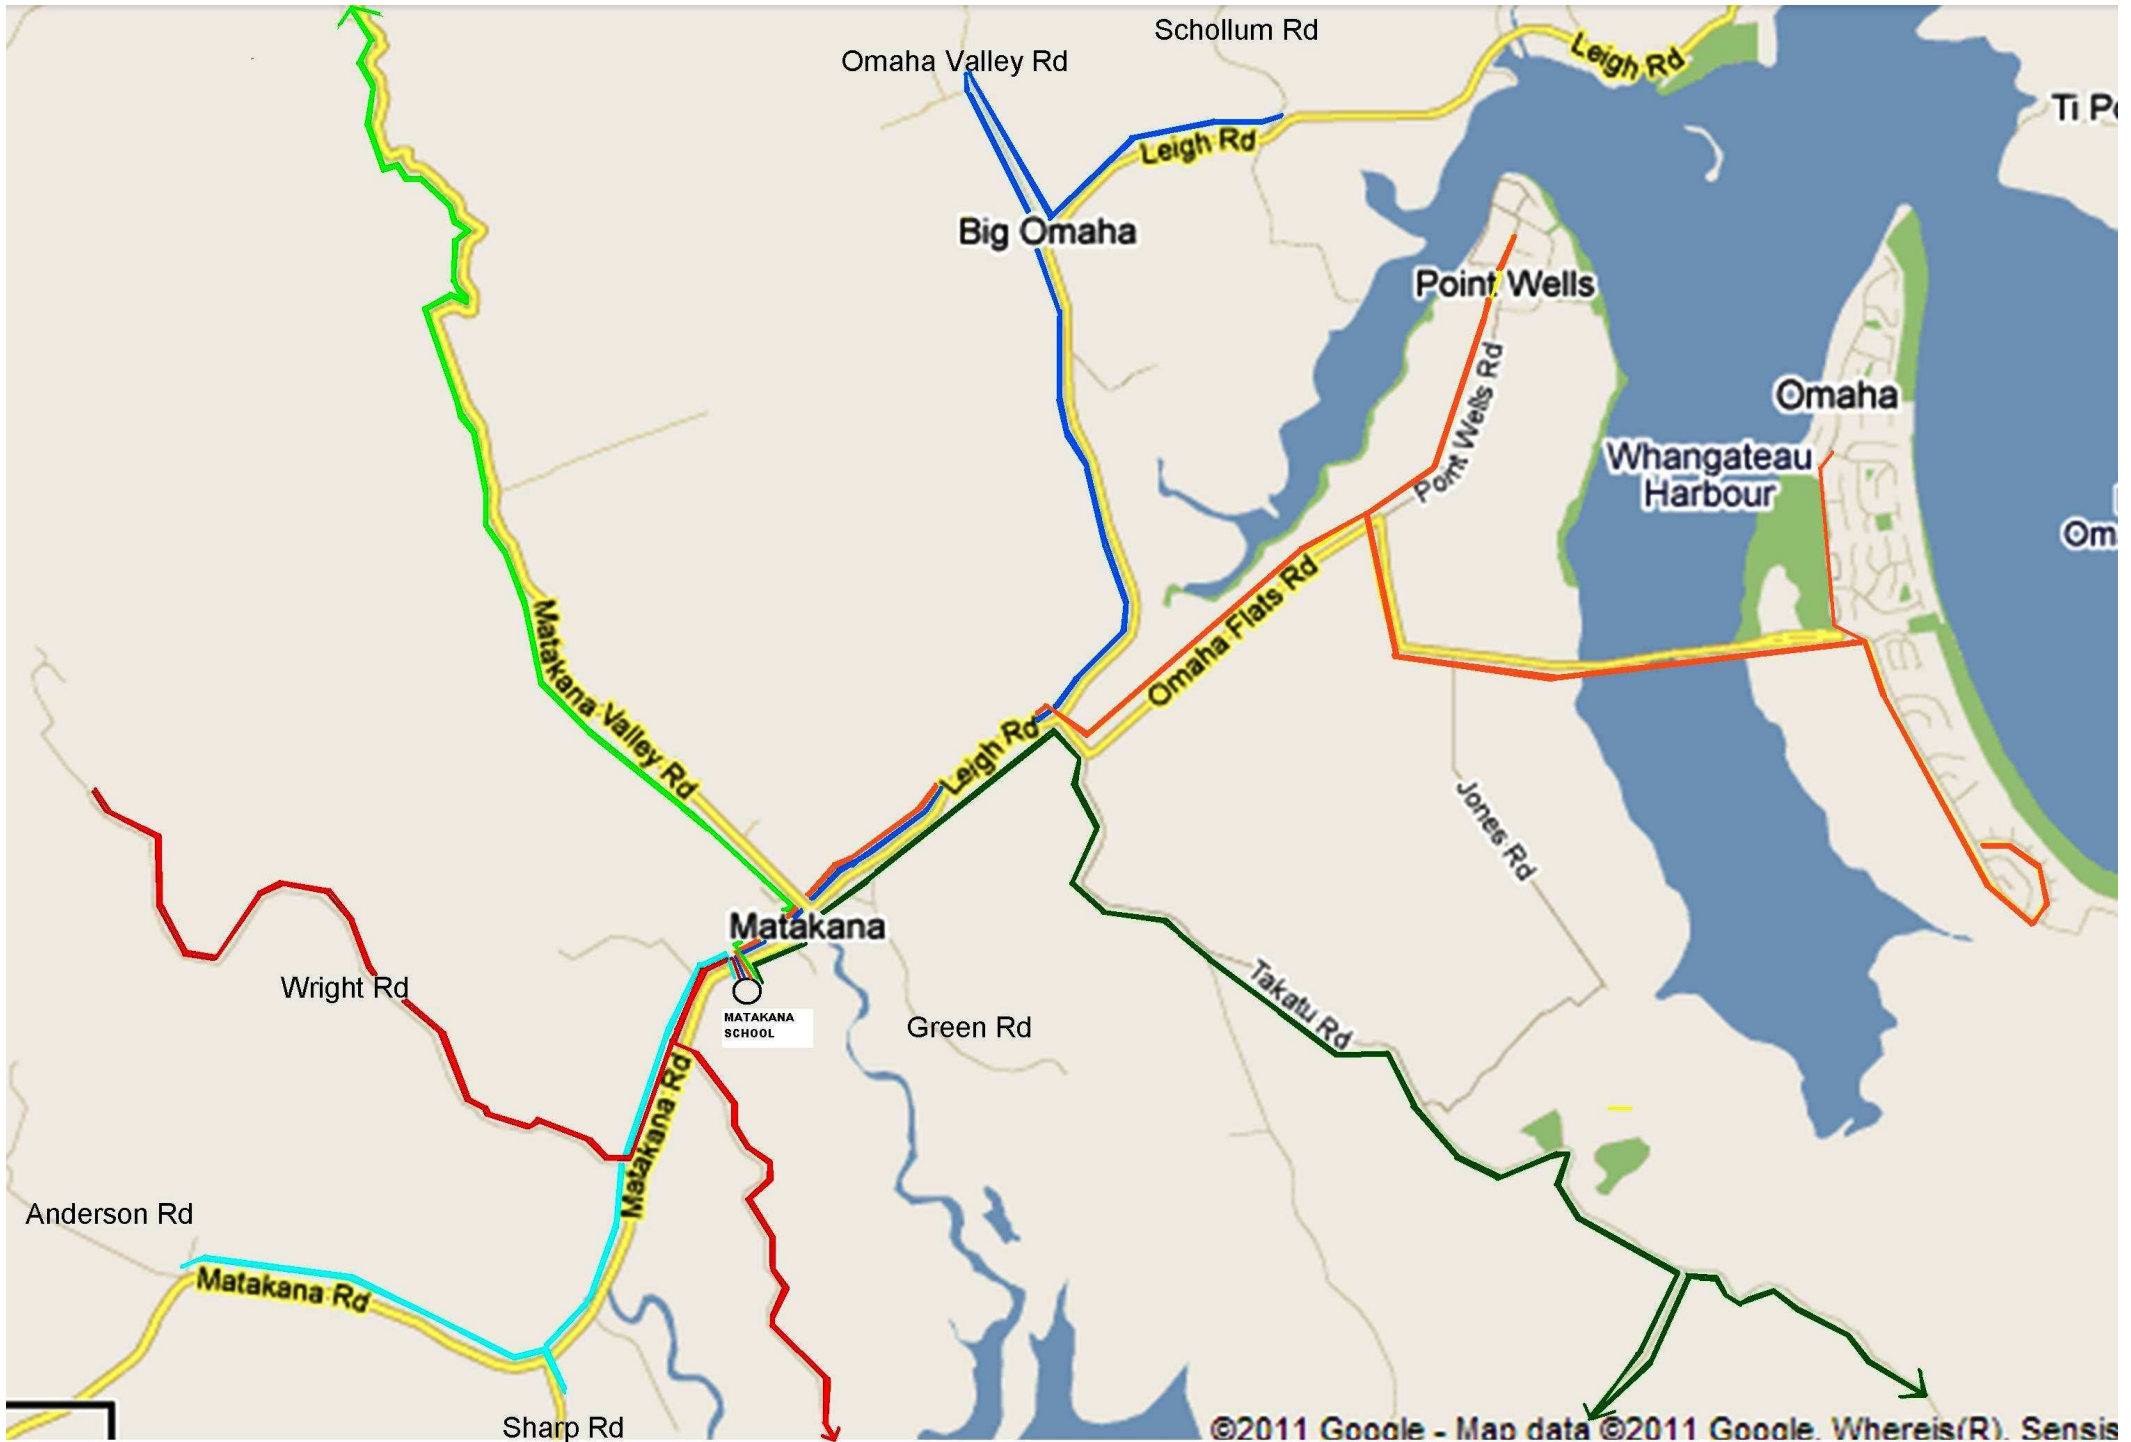 Schollum Rd
Omaha Valley Rd
Leigh Rd
Leigh Rd
Big Omaha
Point Wells
Point Wells Rd
Omaha
Whangateau
Harbour
Omaha Flats Rd
Matakana Valley Rd
Leigh Rd
Jones Rd
Matakana
Wright Rd
MATAKANA
SCHOOL
Green Rd
Takatu Rd
Matakana Rd
Anderson Rd
Matakana Rd
Sharp Rd
©2011 Google - Map data ©2011 Google, Whereis(R), Sensis